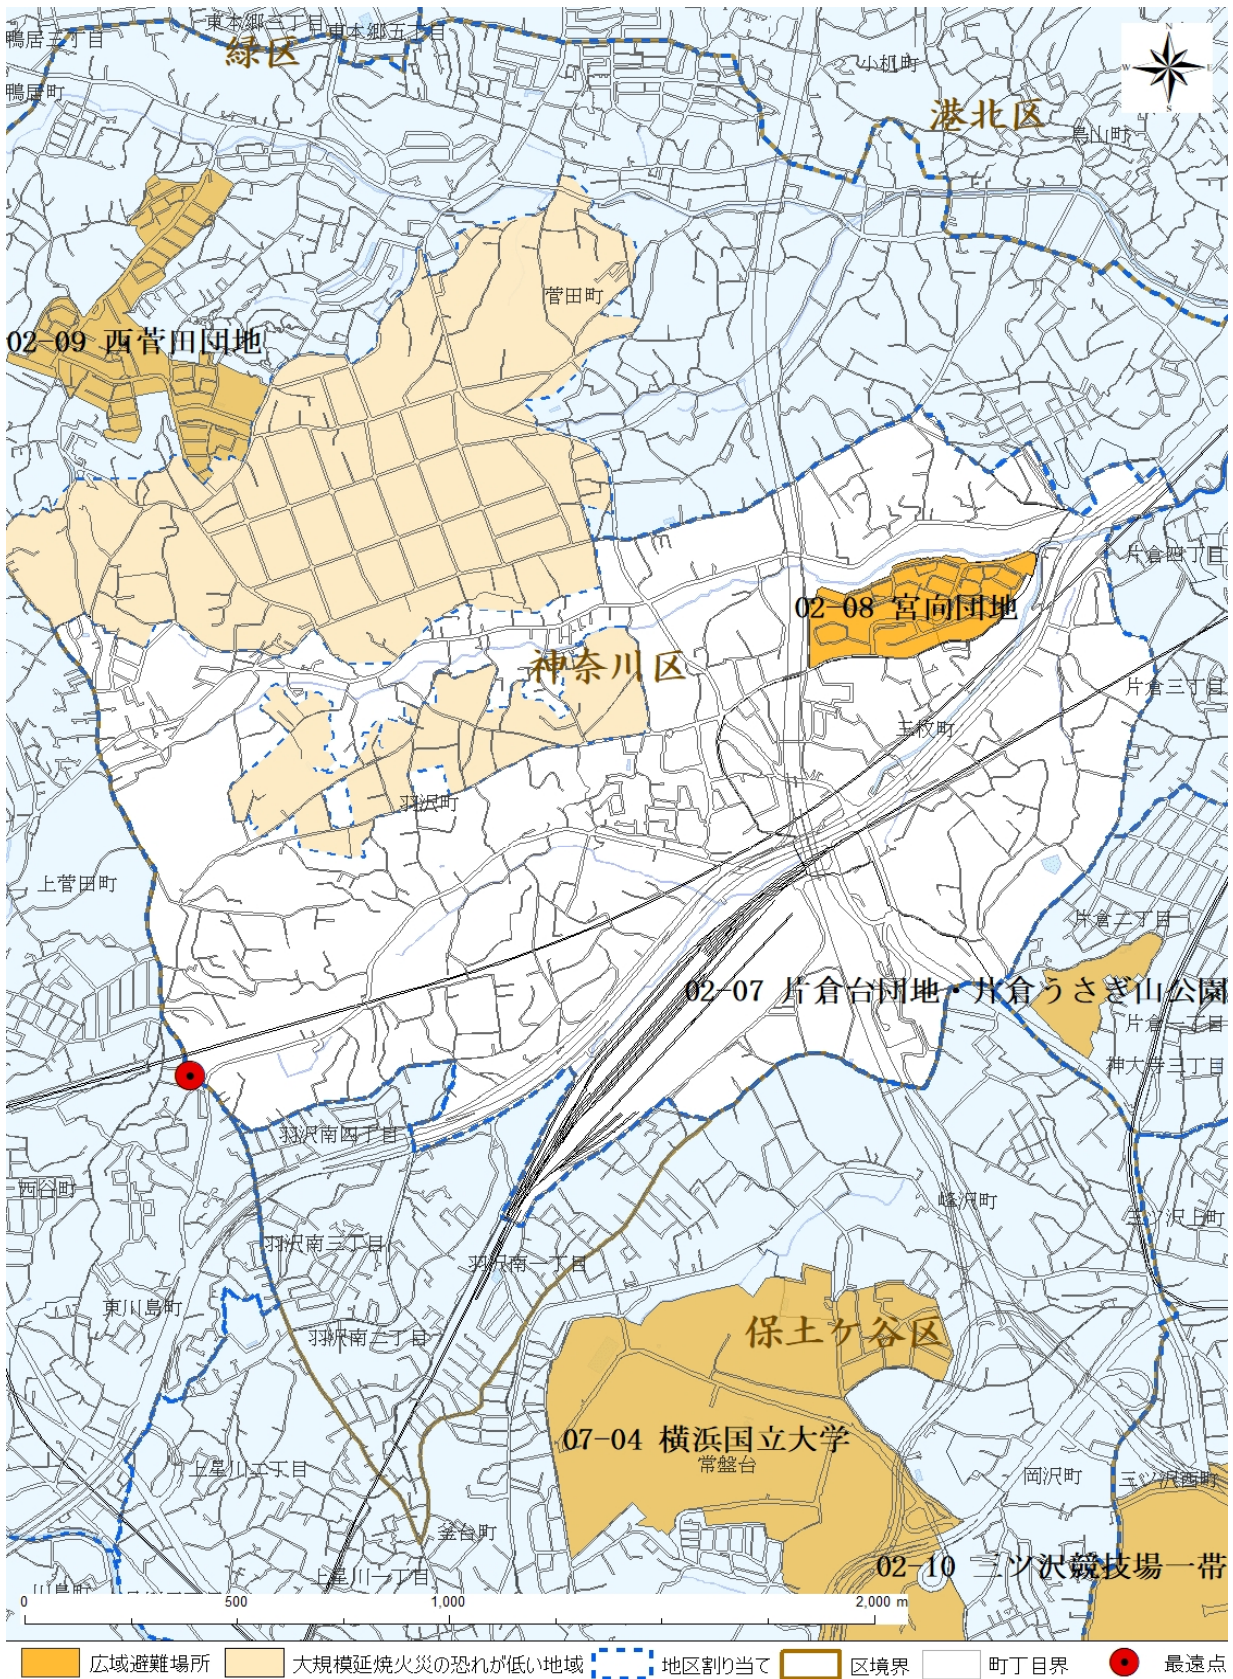 東本郷三丁目
東本郷五丁目
鴨居三丁目
緑区
N
W E
S
小机町
鴨居町
港北区
鳥山町
菅田町
02-09 西菅田団地
片倉四丁目
02-08 宮向団地
神奈川区
片倉三丁目
三枚町
羽沢町
上菅田町
片倉二丁目
02-07 片倉台団地・片倉うさぎ山公園
片倉一丁目
神大寺三丁目
羽沢南四丁目
西谷町
峰沢町
三ツ沢上町
羽沢南三丁目
羽沢南一丁目
東川島町
羽沢南二丁目
保土ケ谷区
07-04 横浜国立大学
常盤台
上星川二丁目
岡沢町
三ツ沢西町
釜台町
02-10 三ツ沢競技場一帯
上星川一丁目
川島町
0 500 1,000 2,000 m
広域避難場所 大規模延焼火災の恐れが低い地域 地区割り当て 区境界 町丁目界 最遠点